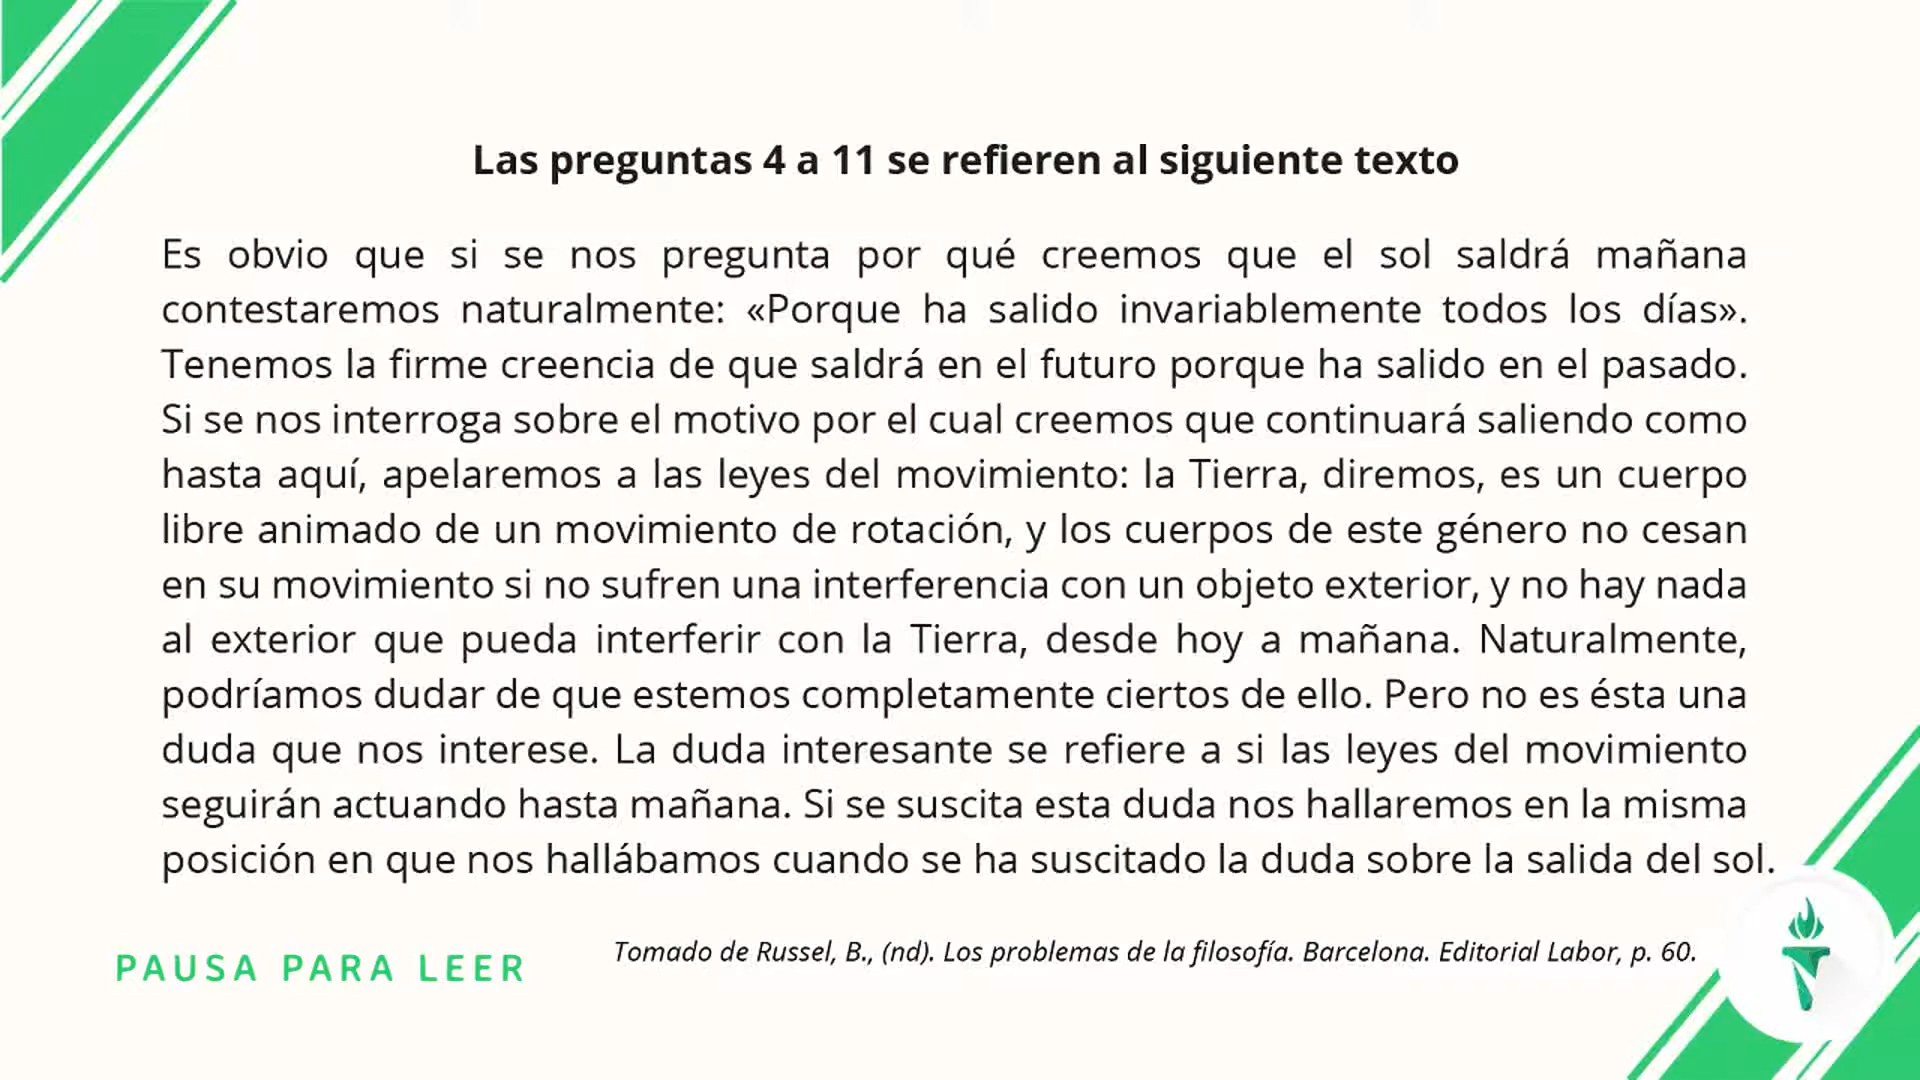 Las preguntas 4 a 11 se refieren al siguiente texto
Es obvio que si se nos pregunta por qué creemos que el sol saldrá mañana
contestaremos naturalmente: «Porque ha salido invariablemente todos los días».
Tenemos la firme creencia de que saldrá en el futuro porque ha salido en el pasado.
Si se nos interroga sobre el motivo por el cual creemos que continuará saliendo como
hasta aquí, apelaremos a las leyes del movimiento: la Tierra, diremos, es un cuerpo
libre animado de un movimiento de rotación, y los cuerpos de este género no cesan
en su movimiento si no sufren una interferencia con un objeto exterior, y no hay nada
al exterior que pueda interferir con la Tierra, desde hoy a mañana. Naturalmente,
podríamos dudar de que estemos completamente ciertos de ello. Pero no es ésta una
duda que nos interese. La duda interesante se refiere a si las leyes del movimiento
seguirán actuando hasta mañana. Si se suscita esta duda nos hallaremos en la misma
posición en que nos hallábamos cuando se ha suscitado la duda sobre la salida del sol.
Tomado de Russel, B., (nd). Los problemas de la filosofía. Barcelona. Editorial Labor, p. 60.
PAUSA PARA LEER